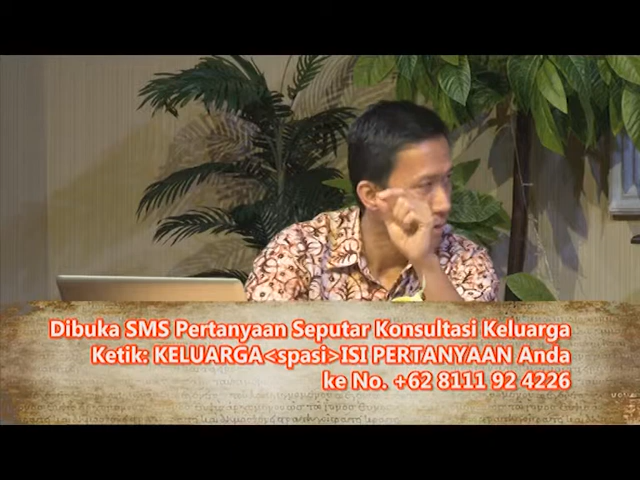 Dibuka SMS Pertanyaan Seputar Konsultasi Keluarga
Ketik: KELUARGA<spasi>ISI PERTANYAAN Anda
ke No. +62 8111 92 4226